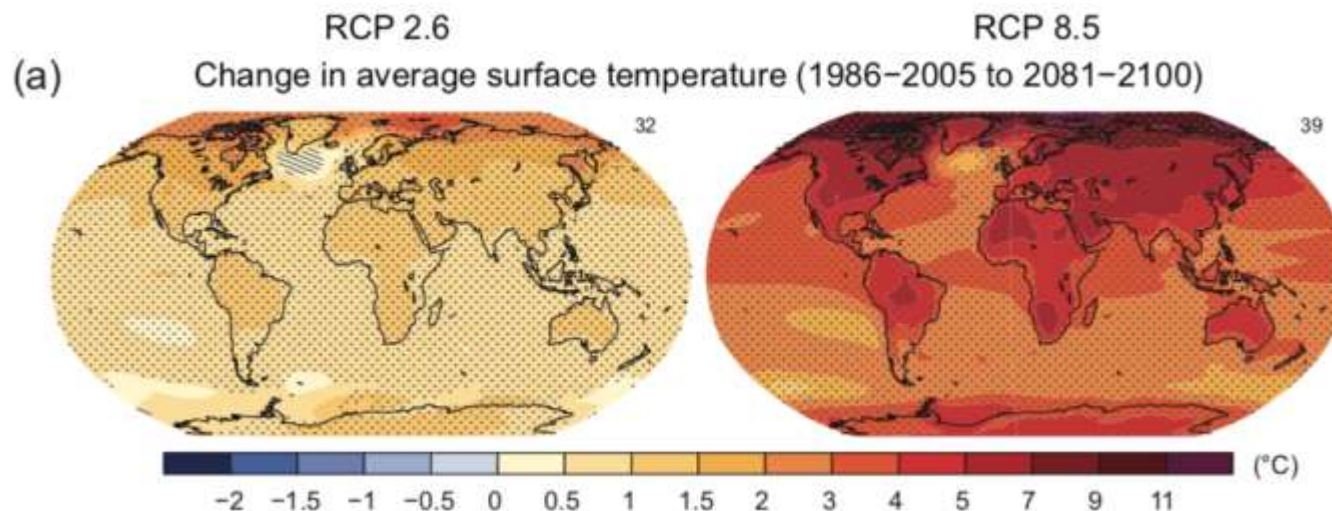 RCP 2.6 RCP 8.5
(a) Change in average surface temperature (1986−2005 to 2081−2100)
32 39
−2 −1.5 −1 −0.5 0 0.5 1 1.5 2 3 4 5 7 9 11 (°C)